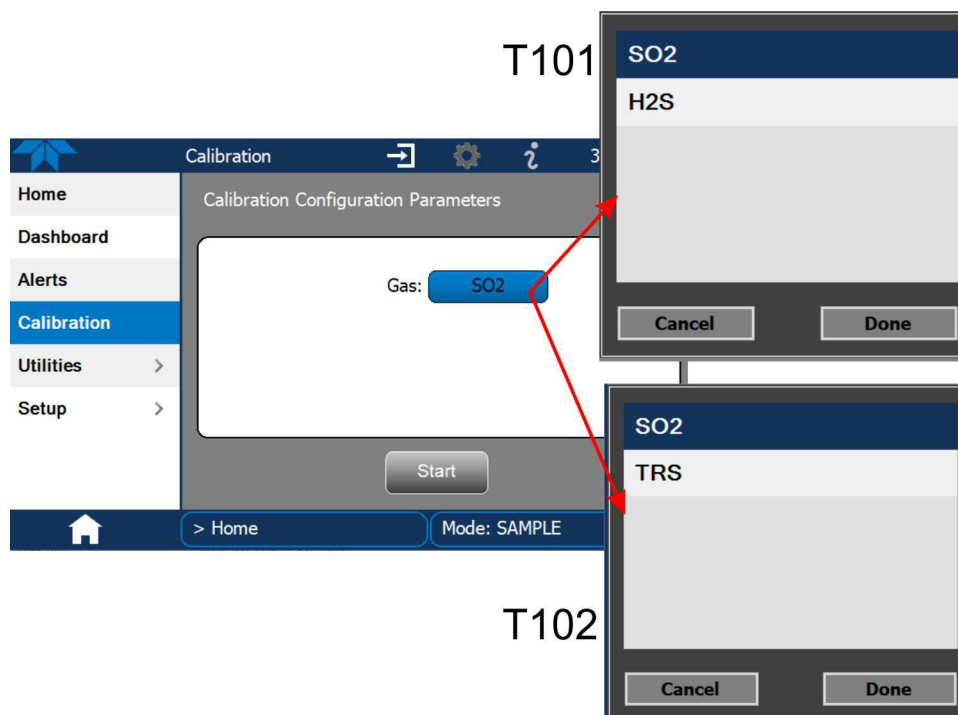 T101
SO2
H2S
Cancel
Done
Calibration
3
Home
Dashboard
Alerts
Calibration
Utilities
Setup
Calibration Configuration Parameters
Gas: SO2
Start
> Home
Mode: SAMPLE
T102
SO2
TRS
Cancel
Done